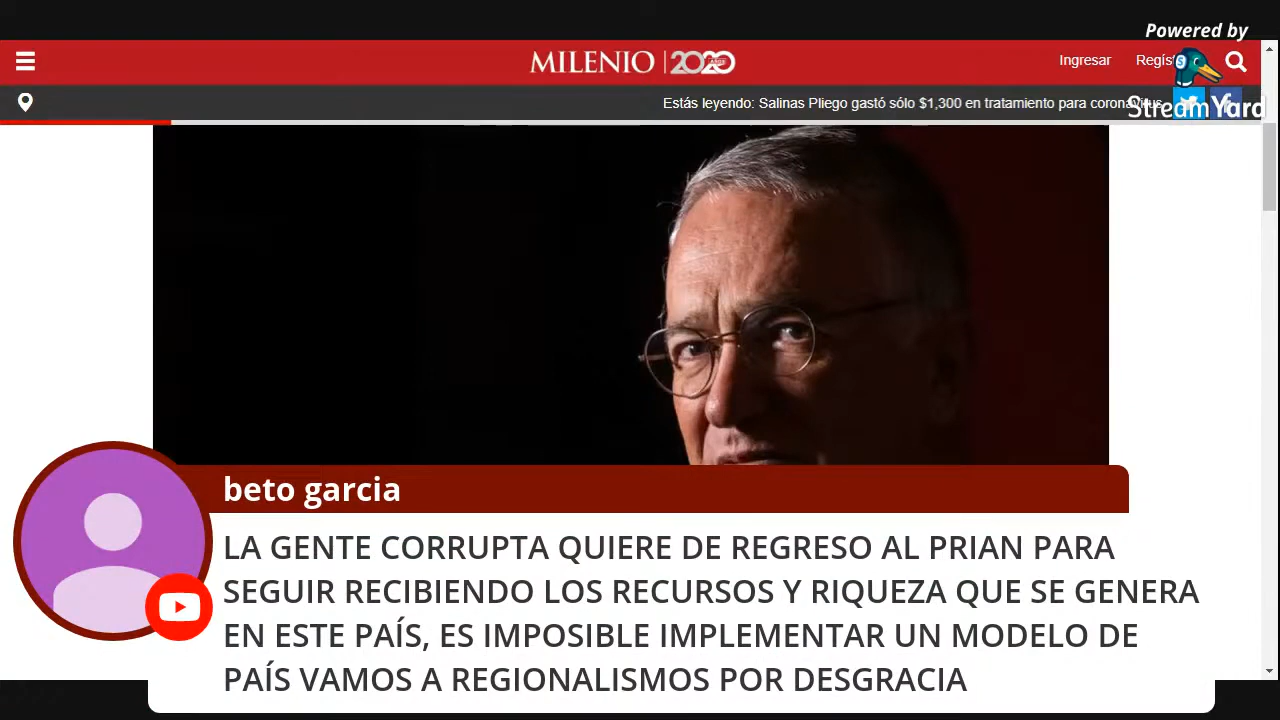 Powered by
MILENIO | 2020 AÑOS
Ingresar
Regíst
Estás leyendo: Salinas Pliego gastó sólo $1,300 en tratamiento para coronavirus
StreamYard
beto garcia
LA GENTE CORRUPTA QUIERE DE REGRESO AL PRIAN PARA
SEGUIR RECIBIENDO LOS RECURSOS Y RIQUEZA QUE SE GENERA
EN ESTE PAÍS, ES IMPOSIBLE IMPLEMENTAR UN MODELO DE
PAÍS VAMOS A REGIONALISMOS POR DESGRACIA